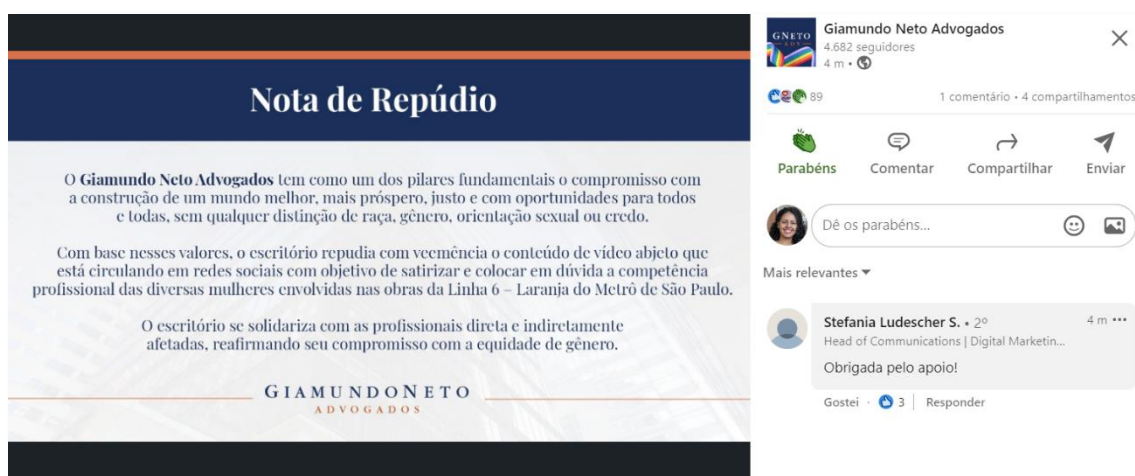 Nota de Repúdio
O Giamundo Neto Advogados tem como um dos pilares fundamentais o compromisso com
a construção de um mundo melhor, mais próspero, justo e com oportunidades para todos
e todas, sem qualquer distinção de raça, gênero, orientação sexual ou credo.
Com base nesses valores, o escritório repudia com veemência o conteúdo de vídeo abjeto que
está circulando em redes sociais com objetivo de satirizar e colocar em dúvida a competência
profissional das diversas mulheres envolvidas nas obras da Linha 6 – Laranja do Metrô de São Paulo.
O escritório se solidariza com as profissionais direta e indiretamente
afetadas, reafirmando seu compromisso com a equidade de gênero.
GIAMUNDONETO
ADVOGADOS
GNETO
ADV
Giamundo Neto Advogados
4.682 seguidores
4 m •
89
1 comentário • 4 compartilhamentos
Parabéns Comentar Compartilhar Enviar
Dê os parabéns...
Mais relevantes
Stefania Ludescher S. • 2º 4 m •••
Head of Communications | Digital Marketin...
Obrigada pelo apoio!
Gostei · 3 | Responder